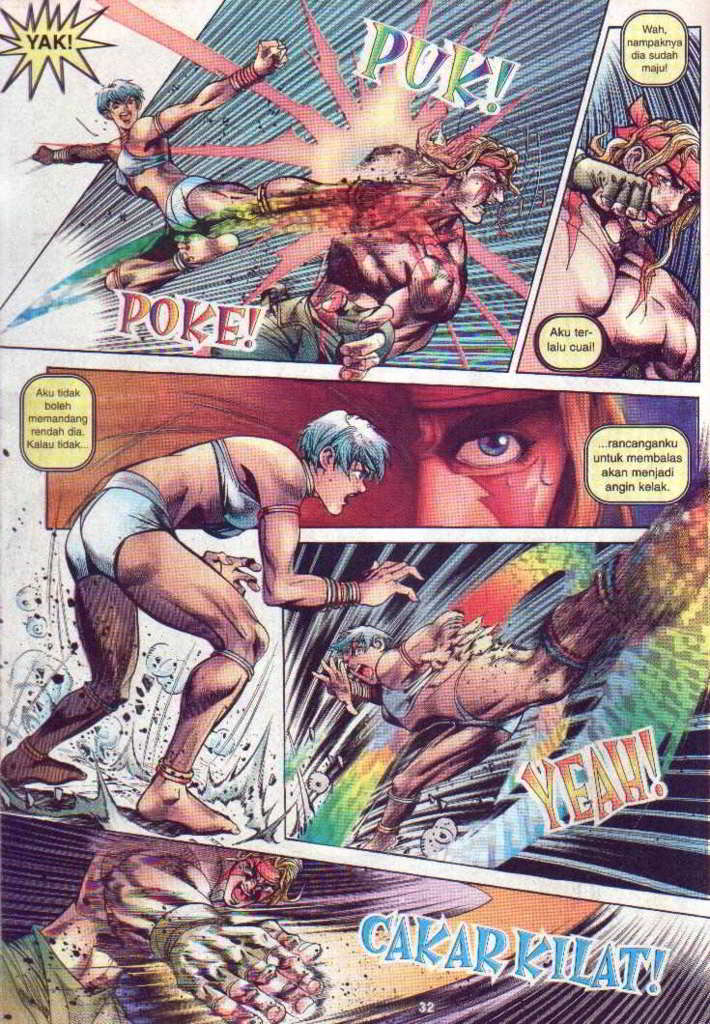 YAK!
PUK!
POKE!
Wah,
nampaknya
dia sudah
maju!
Aku ter-
lalu cuai!
Aku tidak
boleh
memandang
rendah dia.
Kalau tidak...
...rancanganku
untuk membalas
akan menjadi
angin kelak.
YEAH!
CAKAR KILAT!
32